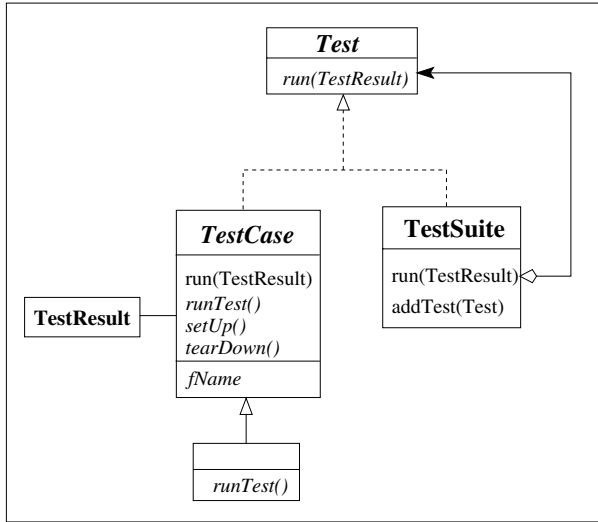 Test
run(TestResult)
TestCase
run(TestResult)
runTest()
setUp()
tearDown()
fName
TestSuite
run(TestResult)
addTest(Test)
TestResult
runTest()